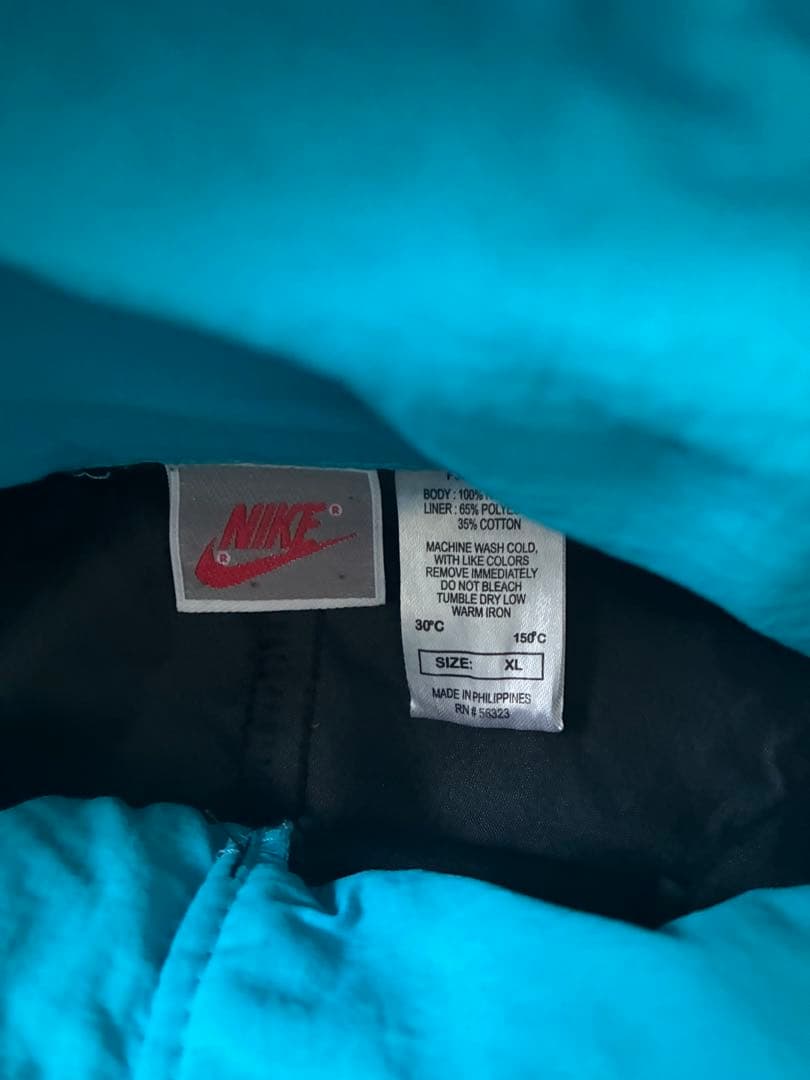 NIKE ®
®
BODY : 100%
LINER : 65%
35% COTTON
MACHINE WASH COLD,
WITH LIKE COLORS
REMOVE IMMEDIATELY
DO NOT BLEACH
TUMBLE DRY LOW
WARM IRON
30°C
150°C
SIZE: XL
MADE IN PHILIPPINES
RN # 56323